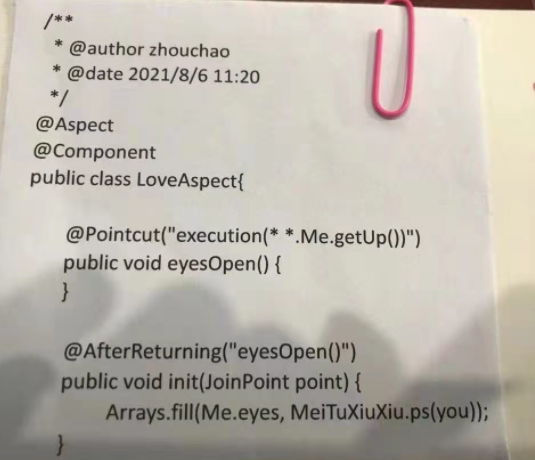 /**
* @author zhouchao
* @date 2021/8/6 11:20
*/
@Aspect
@Component
public class LoveAspect{
@Pointcut("execution(* *.Me.getUp())")
public void eyesOpen() {
}
@AfterReturning("eyesOpen()")
public void init(JoinPoint point) {
Arrays.fill(Me.eyes, MeiTuXiuXiu.ps(you));
}